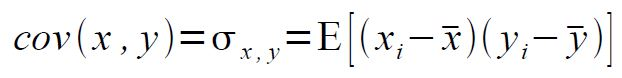 cov(x, y)=σ_{x,y}=E[(x_i−x̄)(y_i−ȳ)]